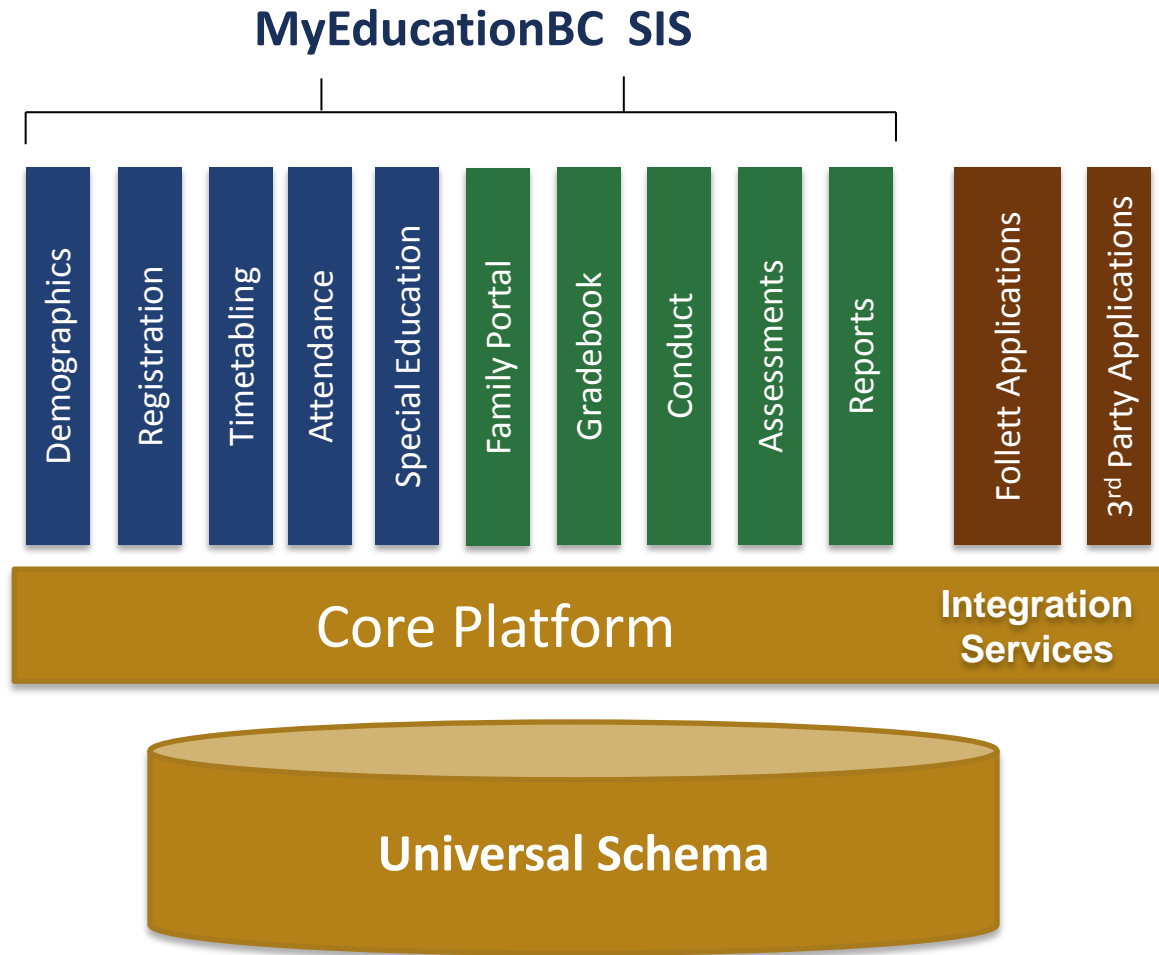 MyEducationBC SIS
Demographics
Registration
Timetabling
Attendance
Special Education
Family Portal
Gradebook
Conduct
Assessments
Reports
Follett Applications
3rd Party Applications
Core Platform
Integration
Services
Universal Schema